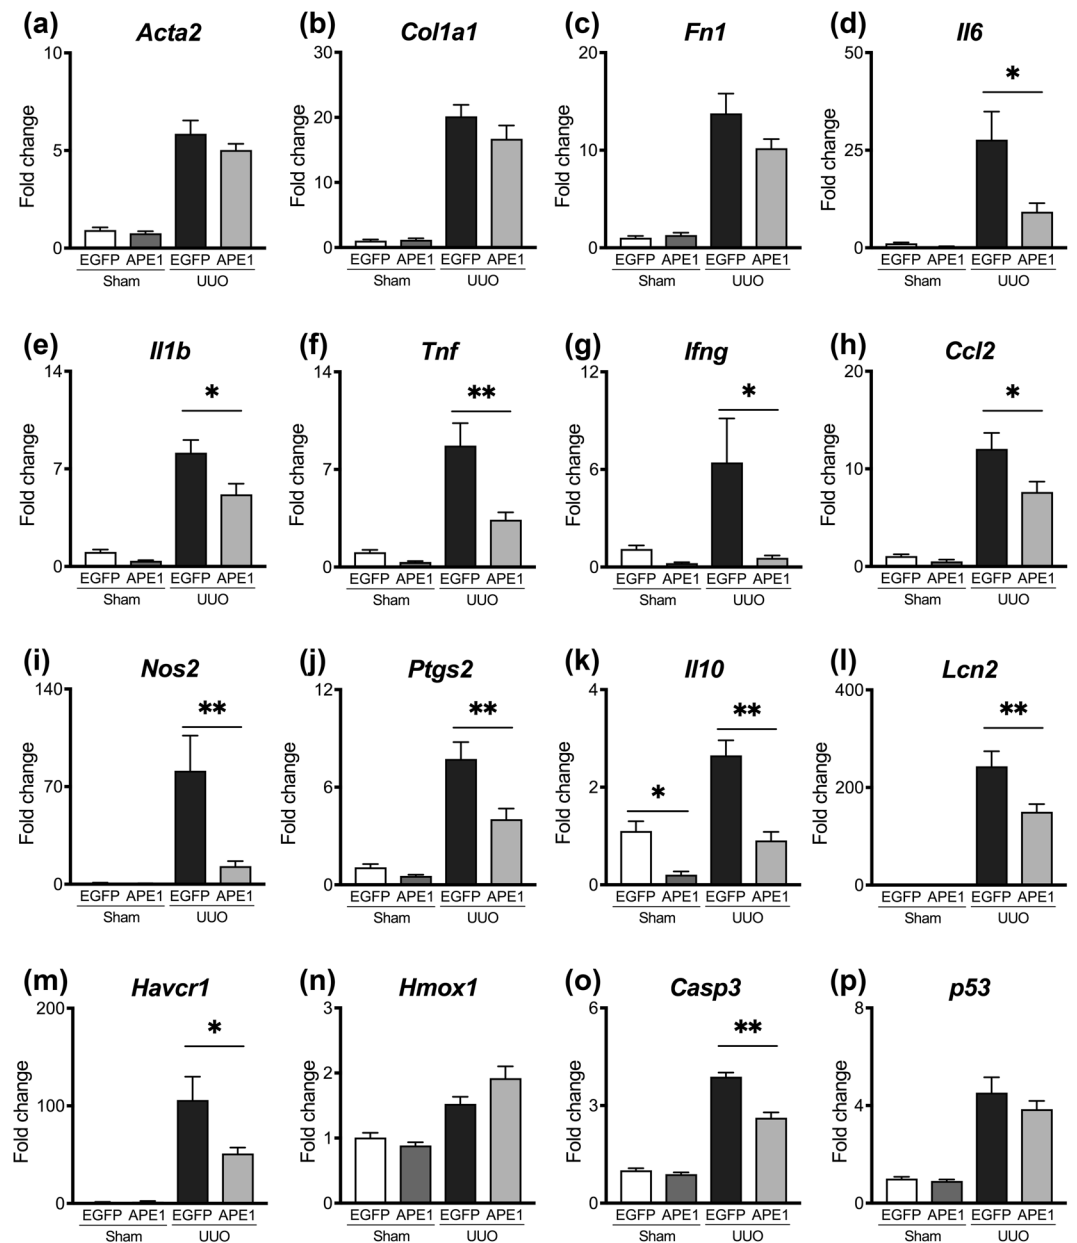 (a) Acta2
10
5
0
Fold change
EGFP APE1 EGFP APE1
Sham UUO
(b) Col1a1
30
20
10
0
Fold change
EGFP APE1 EGFP APE1
Sham UUO
(c) Fn1
20
10
0
Fold change
EGFP APE1 EGFP APE1
Sham UUO
(d) Il6
50
25
0
Fold change
*
EGFP APE1 EGFP APE1
Sham UUO
(e) Il1b
14
7
0
Fold change
*
EGFP APE1 EGFP APE1
Sham UUO
(f) Tnf
14
7
0
Fold change
**
EGFP APE1 EGFP APE1
Sham UUO
(g) Ifng
12
6
0
Fold change
*
EGFP APE1 EGFP APE1
Sham UUO
(h) Ccl2
20
10
0
Fold change
*
EGFP APE1 EGFP APE1
Sham UUO
(i) Nos2
140
70
0
Fold change
**
EGFP APE1 EGFP APE1
Sham UUO
(j) Ptgs2
12
6
0
Fold change
**
EGFP APE1 EGFP APE1
Sham UUO
(k) Il10
4
2
0
Fold change
*
**
EGFP APE1 EGFP APE1
Sham UUO
(l) Lcn2
400
200
0
Fold change
**
EGFP APE1 EGFP APE1
Sham UUO
(m) Havcr1
200
100
0
Fold change
*
EGFP APE1 EGFP APE1
Sham UUO
(n) Hmox1
3
2
1
0
Fold change
EGFP APE1 EGFP APE1
Sham UUO
(o) Casp3
6
3
0
Fold change
**
EGFP APE1 EGFP APE1
Sham UUO
(p) p53
8
4
0
Fold change
EGFP APE1 EGFP APE1
Sham UUO